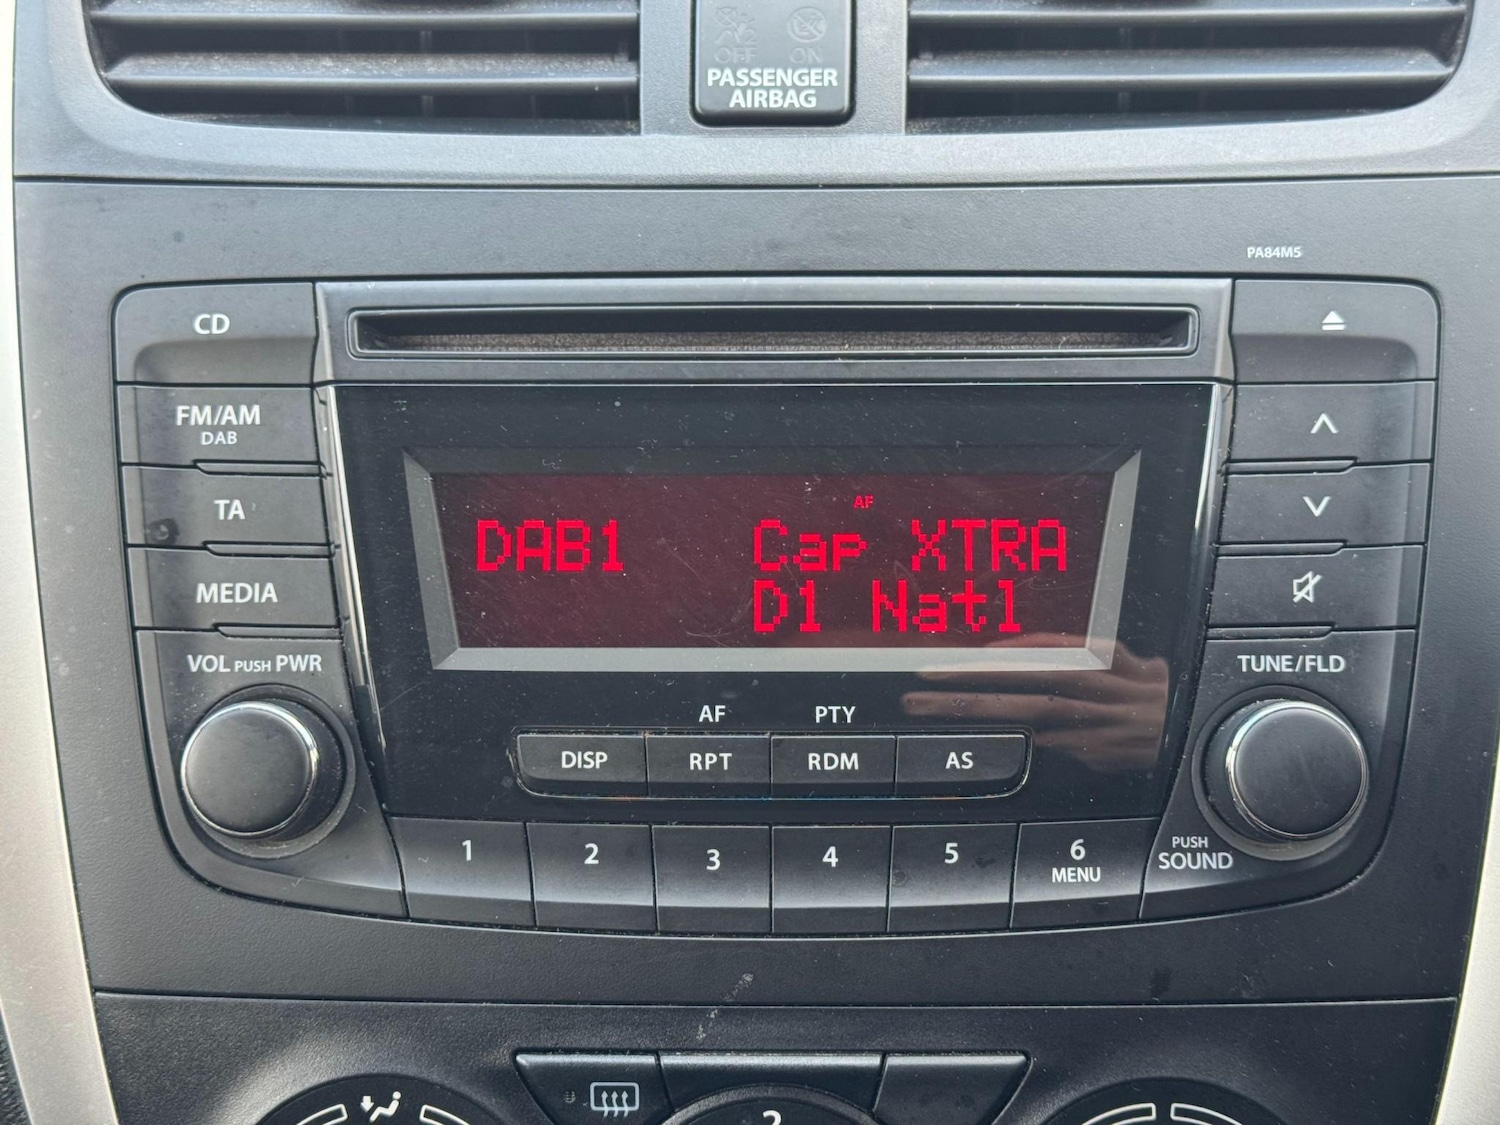 OFF ON
PASSENGER
AIRBAG
PA84M5
CD
FM/AM
DAB
TA
MEDIA
VOL PUSH PWR
AF
DAB1 Cap XTRA
D1 Natl
TUNE/FLD
AF PTY
DISP RPT RDM AS
1 2 3 4 5 6
MENU
PUSH
SOUND
2